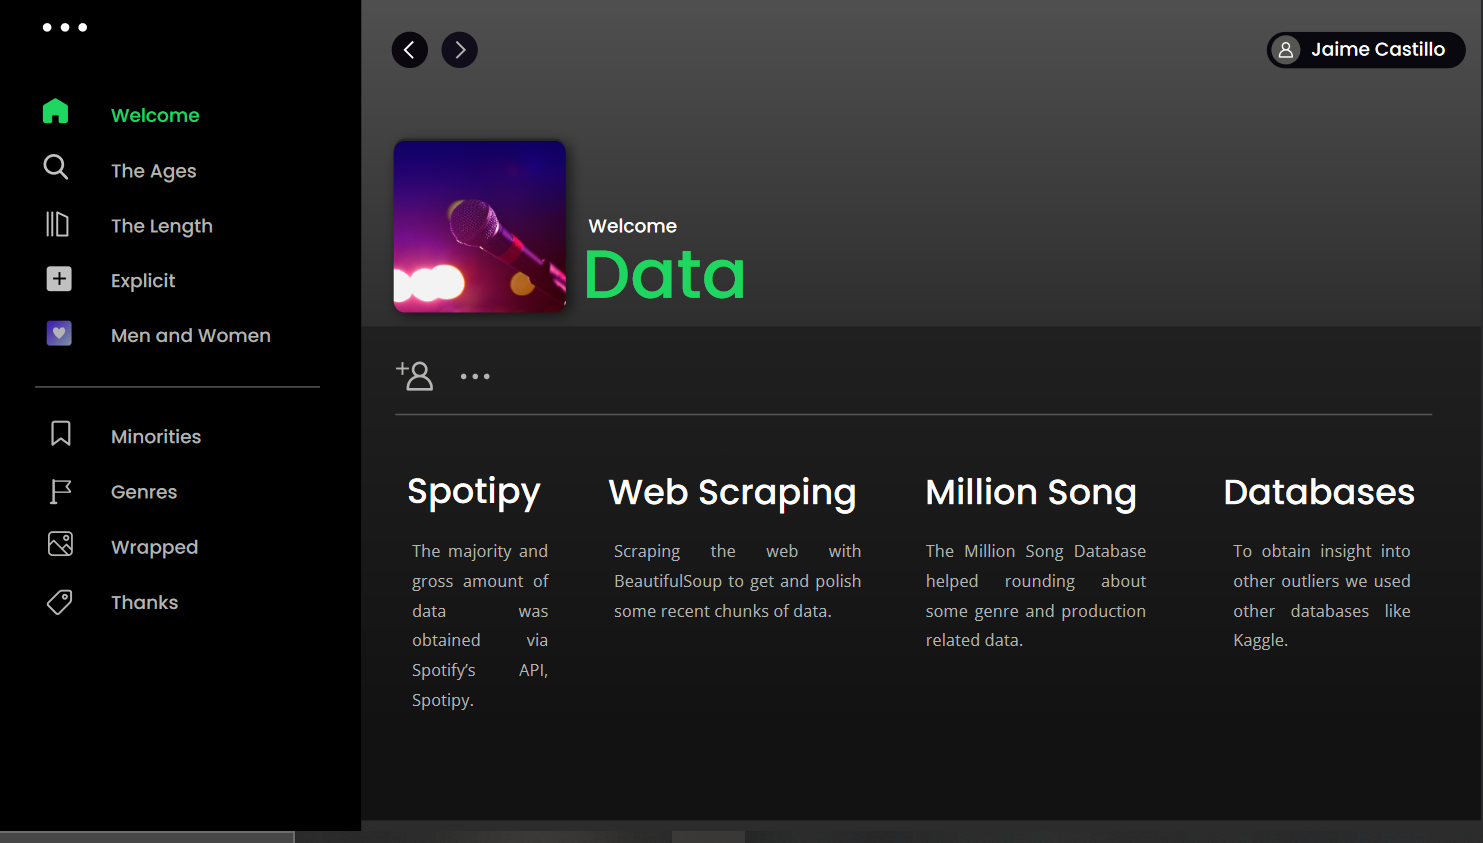 Welcome
The Ages
The Length
Explicit
Men and Women
Minorities
Genres
Wrapped
Thanks
Jaime Castillo
Welcome
Data
Spotipy
The majority and
gross amount of
data was
obtained via
Spotify’s API,
Spotipy.
Web Scraping
Scraping the web with
BeautifulSoup to get and polish
some recent chunks of data.
Million Song
The Million Song Database
helped rounding about
some genre and production
related data.
Databases
To obtain insight into
other outliers we used
other databases like
Kaggle.